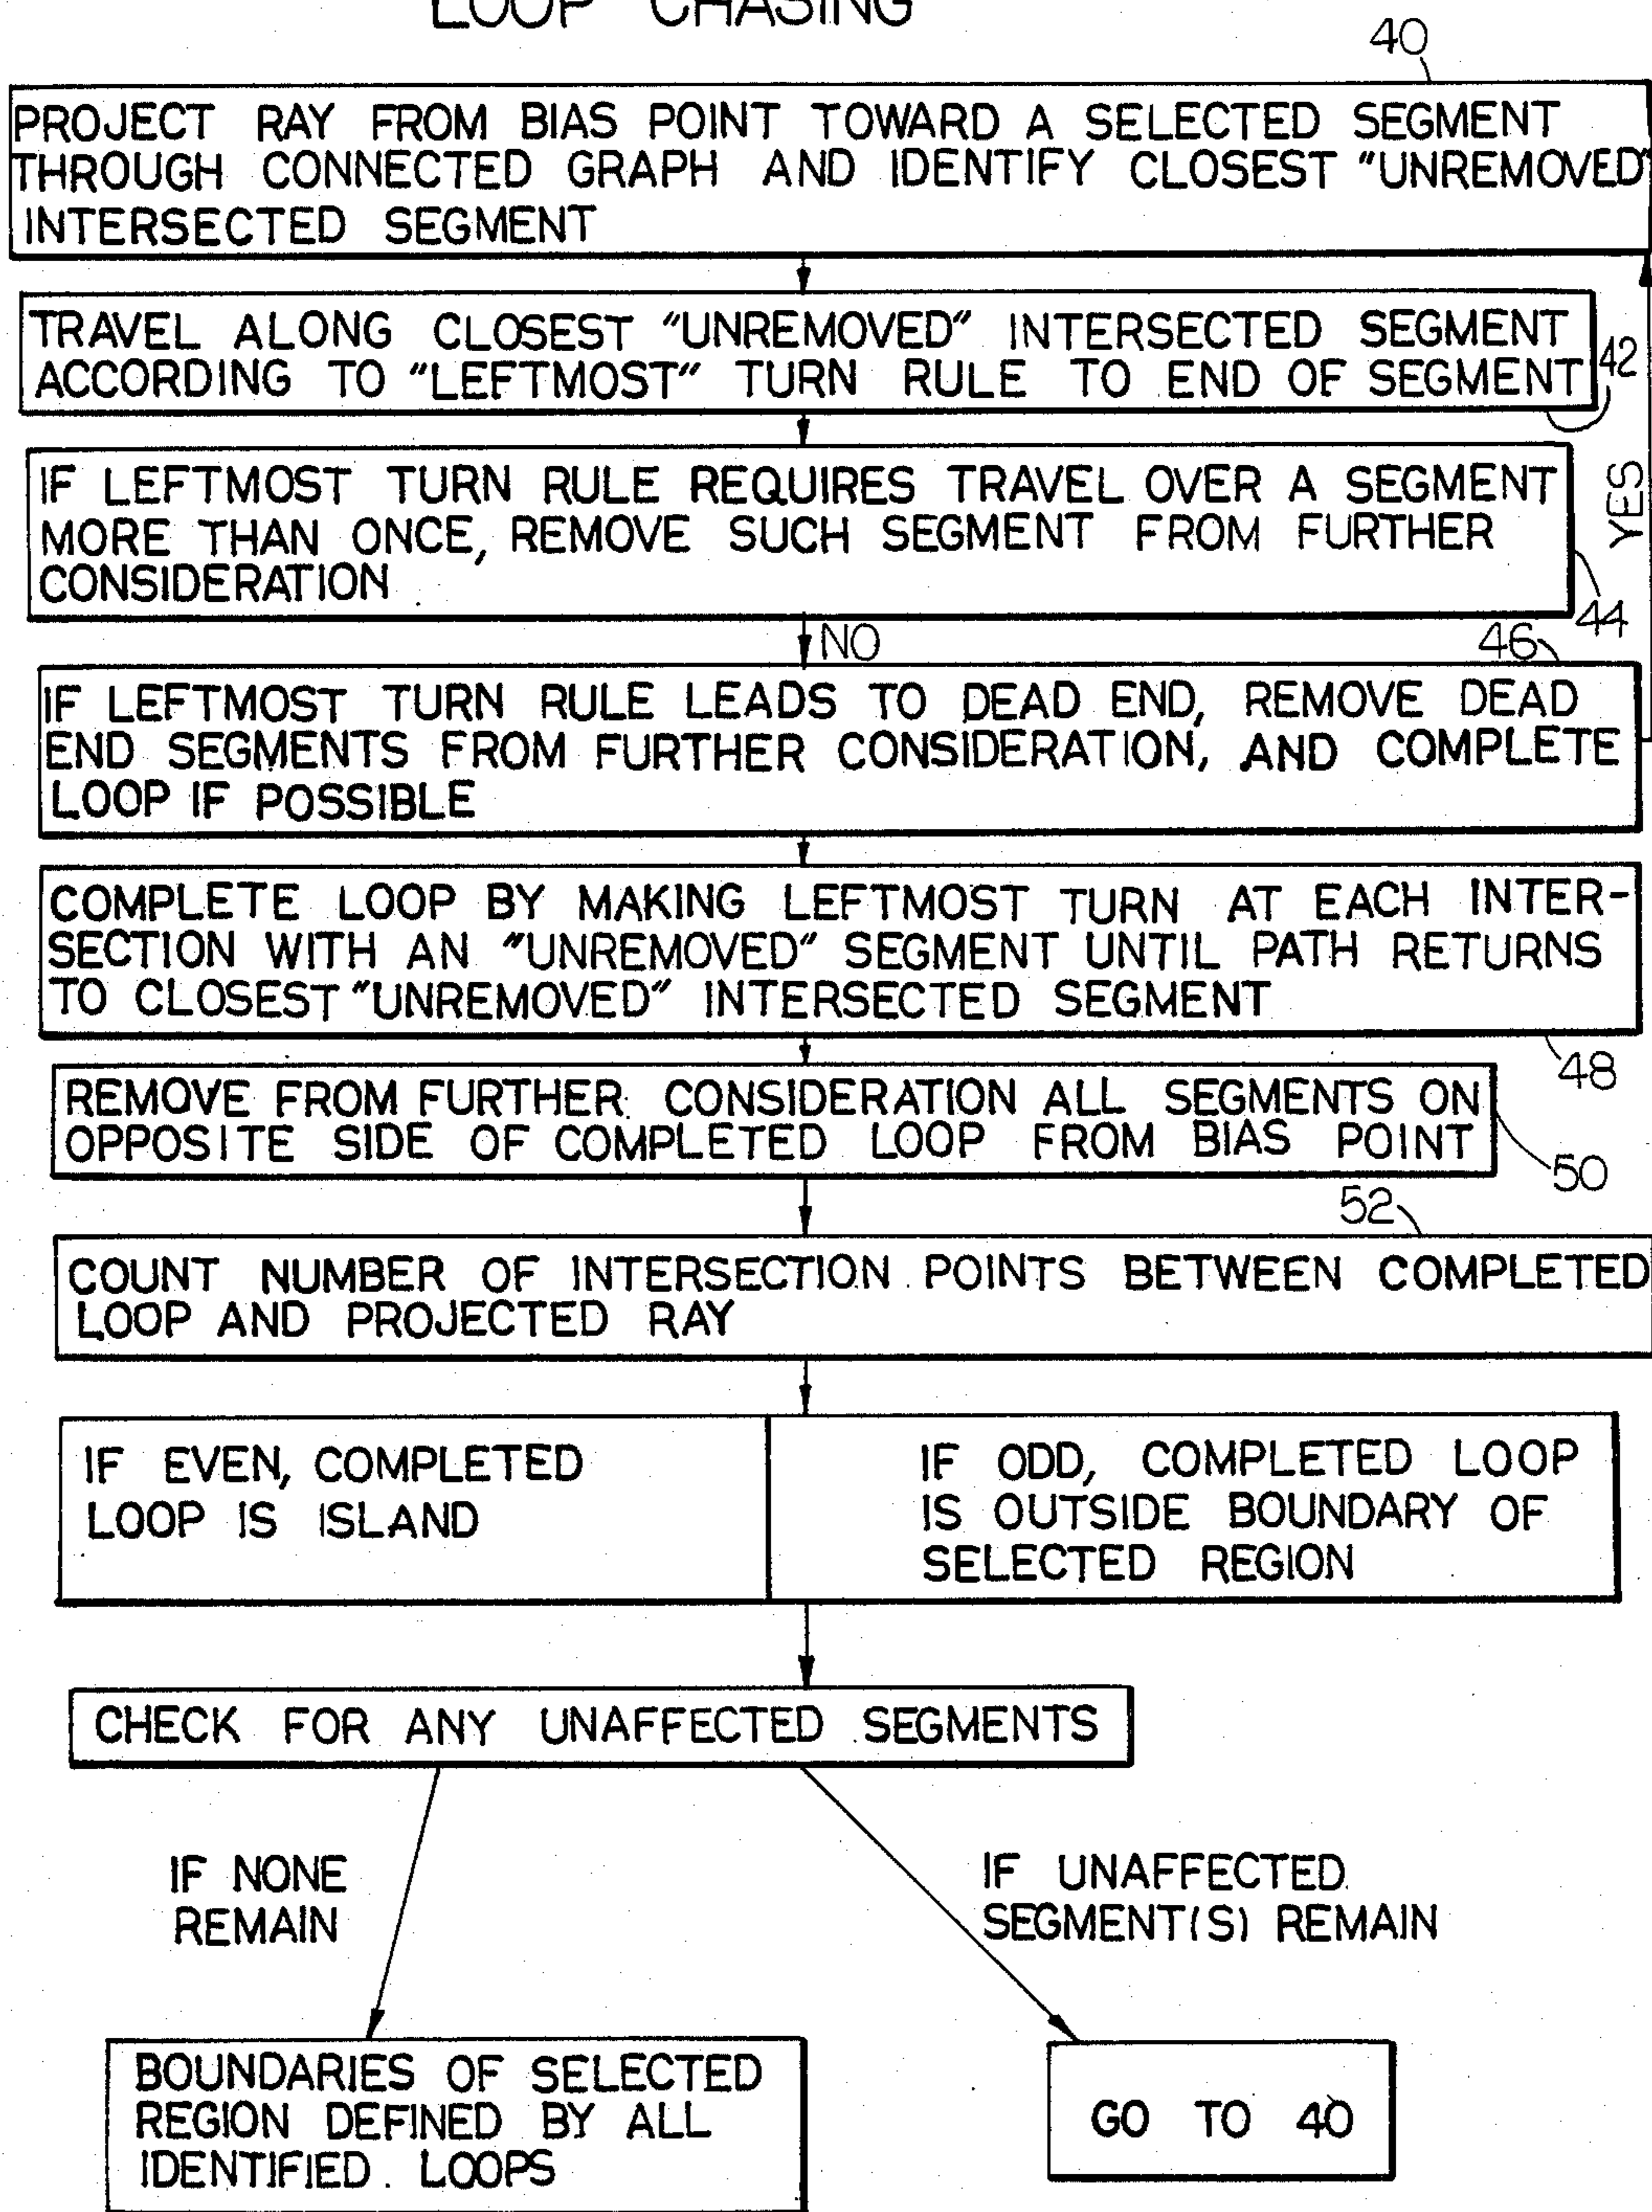 LOOP CHASING
40
PROJECT RAY FROM BIAS POINT TOWARD A SELECTED SEGMENT
THROUGH CONNECTED GRAPH AND IDENTIFY CLOSEST "UNREMOVED"
INTERSECTED SEGMENT
TRAVEL ALONG CLOSEST "UNREMOVED" INTERSECTED SEGMENT
ACCORDING TO "LEFTMOST" TURN RULE TO END OF SEGMENT
42
IF LEFTMOST TURN RULE REQUIRES TRAVEL OVER A SEGMENT
MORE THAN ONCE, REMOVE SUCH SEGMENT FROM FURTHER
CONSIDERATION
YES
44
NO
46
IF LEFTMOST TURN RULE LEADS TO DEAD END, REMOVE DEAD
END SEGMENTS FROM FURTHER CONSIDERATION, AND COMPLETE
LOOP IF POSSIBLE
COMPLETE LOOP BY MAKING LEFTMOST TURN AT EACH INTER-
SECTION WITH AN "UNREMOVED" SEGMENT UNTIL PATH RETURNS
TO CLOSEST "UNREMOVED" INTERSECTED SEGMENT
48
REMOVE FROM FURTHER CONSIDERATION ALL SEGMENTS ON
OPPOSITE SIDE OF COMPLETED LOOP FROM BIAS POINT
50
52
COUNT NUMBER OF INTERSECTION POINTS BETWEEN COMPLETED
LOOP AND PROJECTED RAY
IF EVEN, COMPLETED
LOOP IS ISLAND
IF ODD, COMPLETED LOOP
IS OUTSIDE BOUNDARY OF
SELECTED REGION
CHECK FOR ANY UNAFFECTED SEGMENTS
IF NONE
REMAIN
IF UNAFFECTED
SEGMENT(S) REMAIN
BOUNDARIES OF SELECTED
REGION DEFINED BY ALL
IDENTIFIED LOOPS
GO TO 40